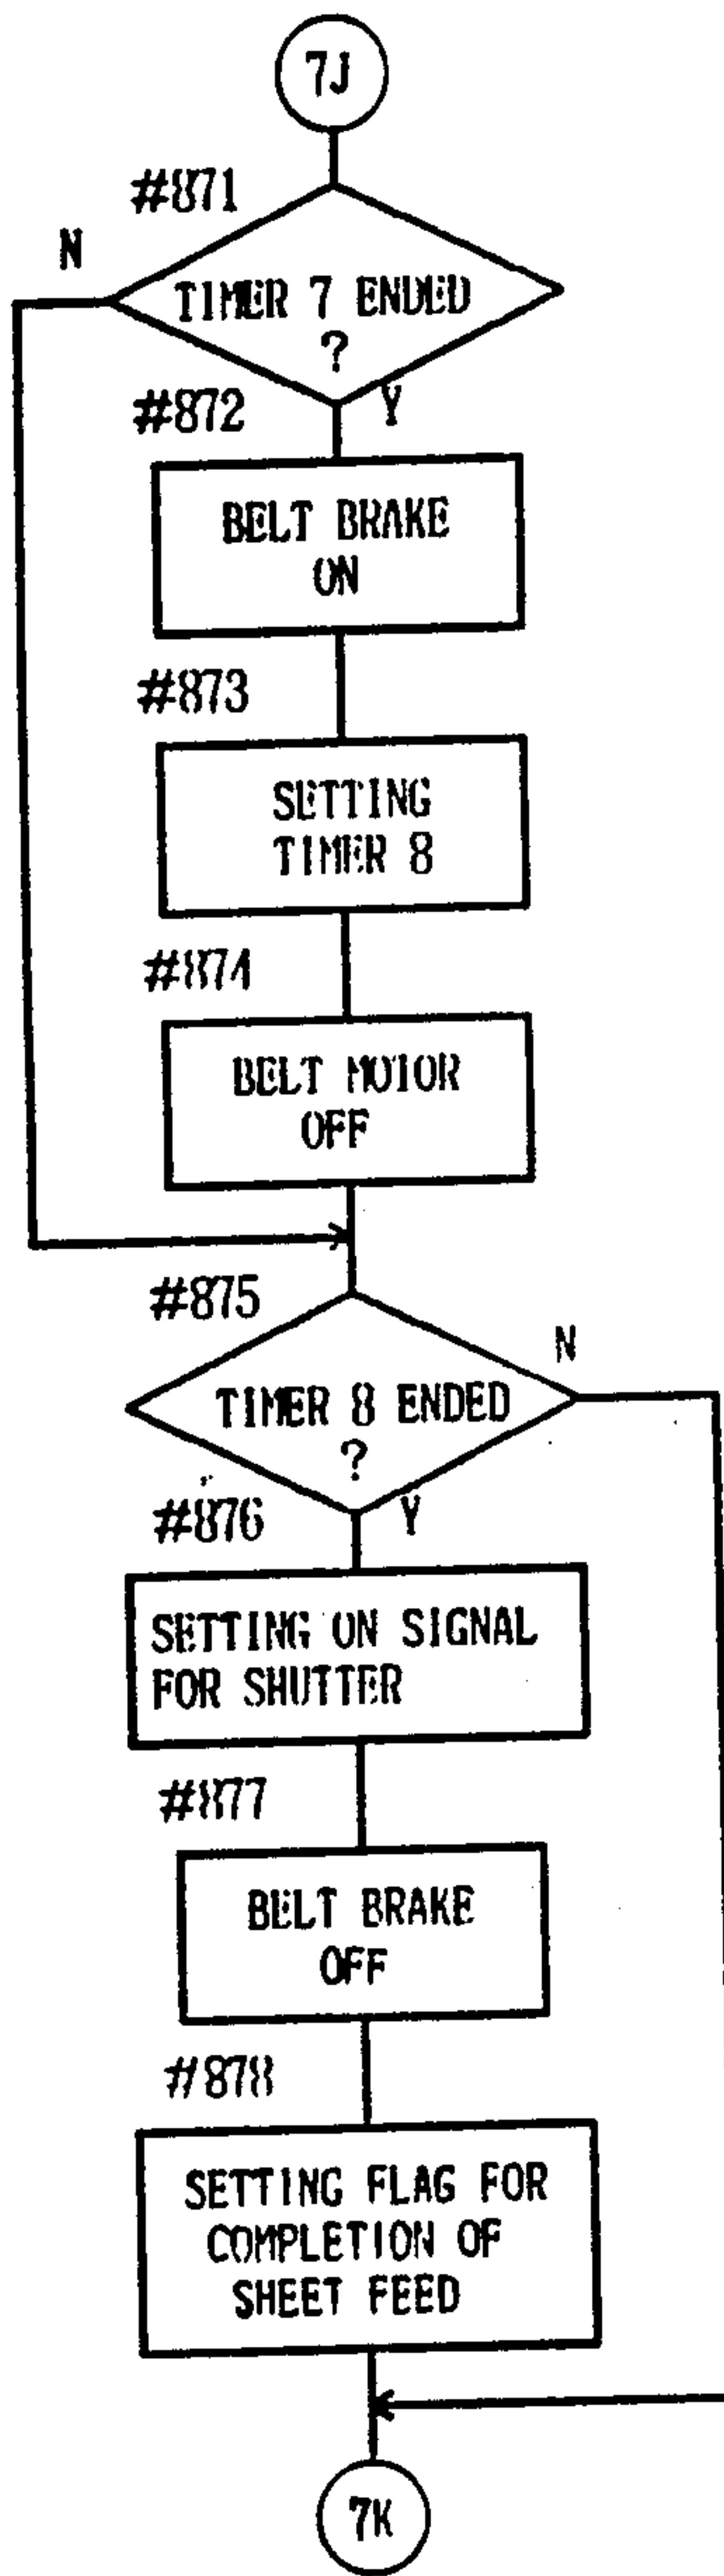 7J
#871
N
TIMER 7 ENDED
?
#872
Y
BELT BRAKE
ON
#873
SETTING
TIMER 8
#874
BELT MOTOR
OFF
#875
N
TIMER 8 ENDED
?
#876
Y
SETTING ON SIGNAL
FOR SHUTTER
#877
BELT BRAKE
OFF
#878
SETTING FLAG FOR
COMPLETION OF
SHEET FEED
7K